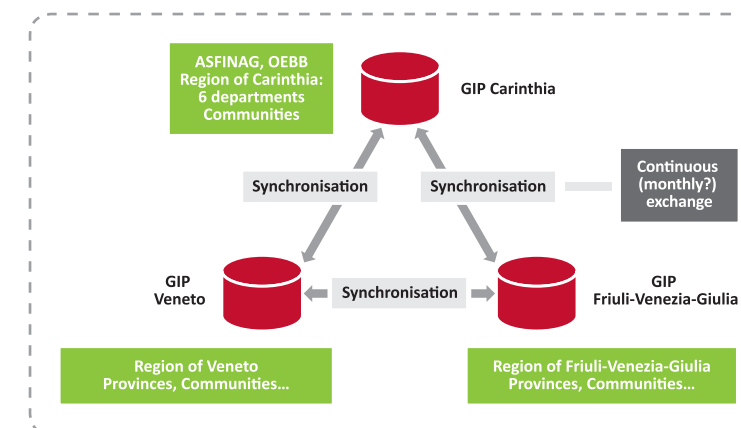 ASFINAG, OEBB
Region of Carinthia:
6 departments
Communities
GIP Carinthia
Synchronisation
Synchronisation
Continuous
(monthly?)
exchange
GIP
Veneto
Synchronisation
GIP
Friuli-Venezia-Giulia
Region of Veneto
Provinces, Communities…
Region of Friuli-Venezia-Giulia
Provinces, Communities…